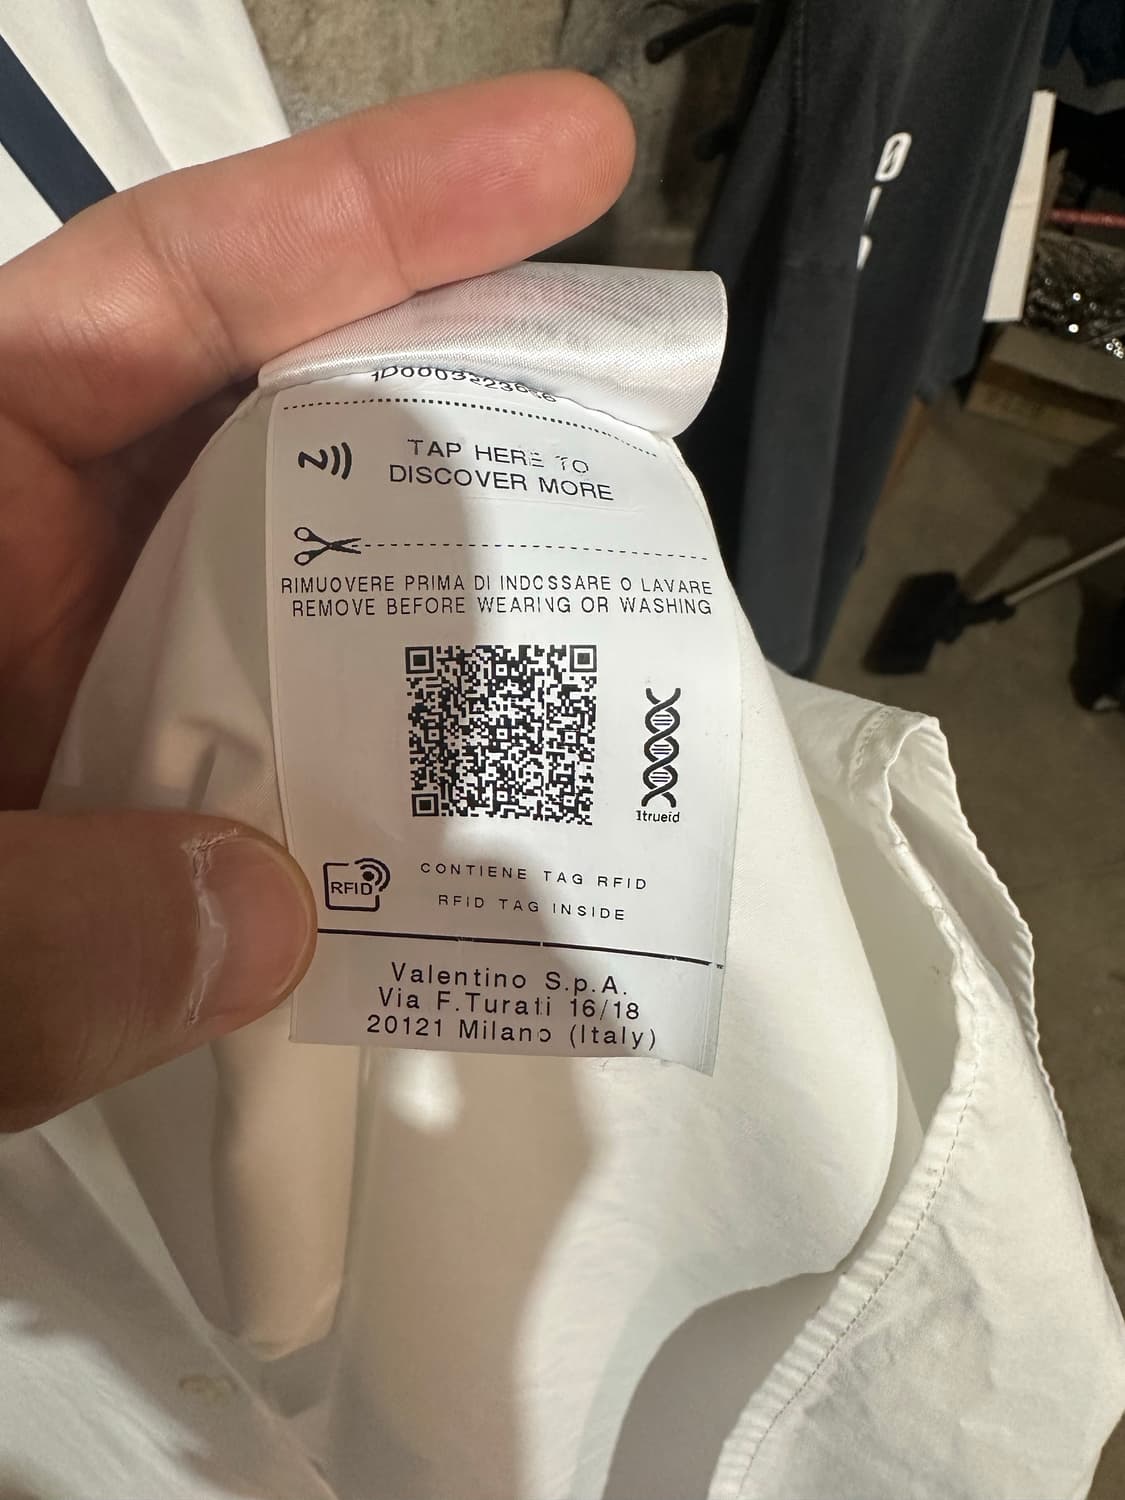 TAP HERE TO
DISCOVER MORE
RIMUOVERE PRIMA DI INDOSSARE O LAVARE
REMOVE BEFORE WEARING OR WASHING
1trueid
RFID
CONTIENE TAG RFID
RFID TAG INSIDE
Valentino S.p.A.
Via F.Turati 16/18
20121 Milano (Italy)